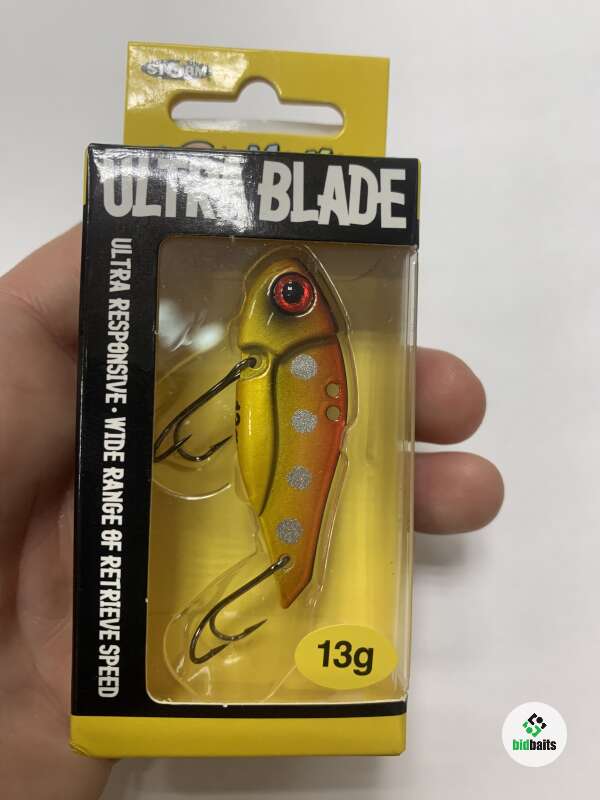 STORM
ULTRA BLADE
ULTRA RESPONSIVE · WIDE RANGE OF RETRIEVE SPEED
13g
bidbaits